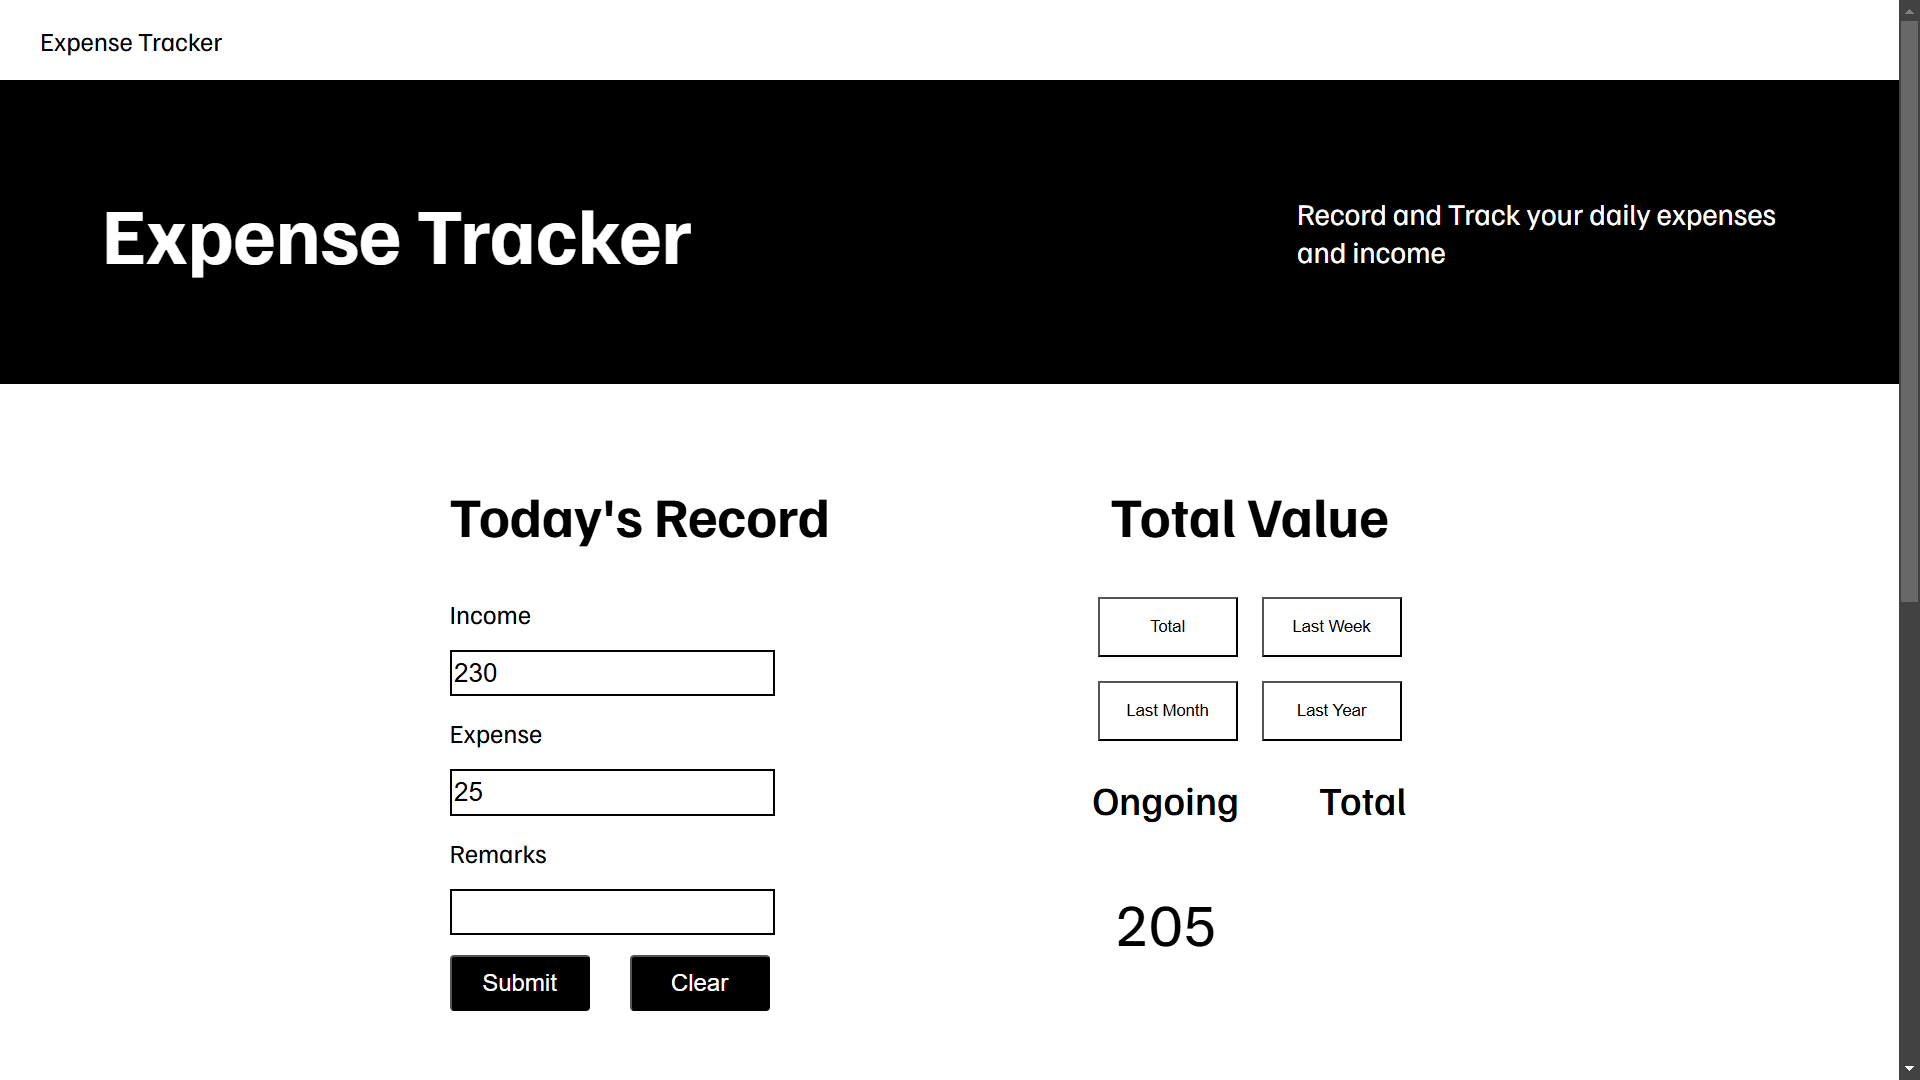 Expense Tracker
Expense Tracker
Record and Track your daily expenses
and income
Today's Record
Income
230
Expense
25
Remarks
Submit
Clear
Total Value
Total
Last Week
Last Month
Last Year
Ongoing
Total
205